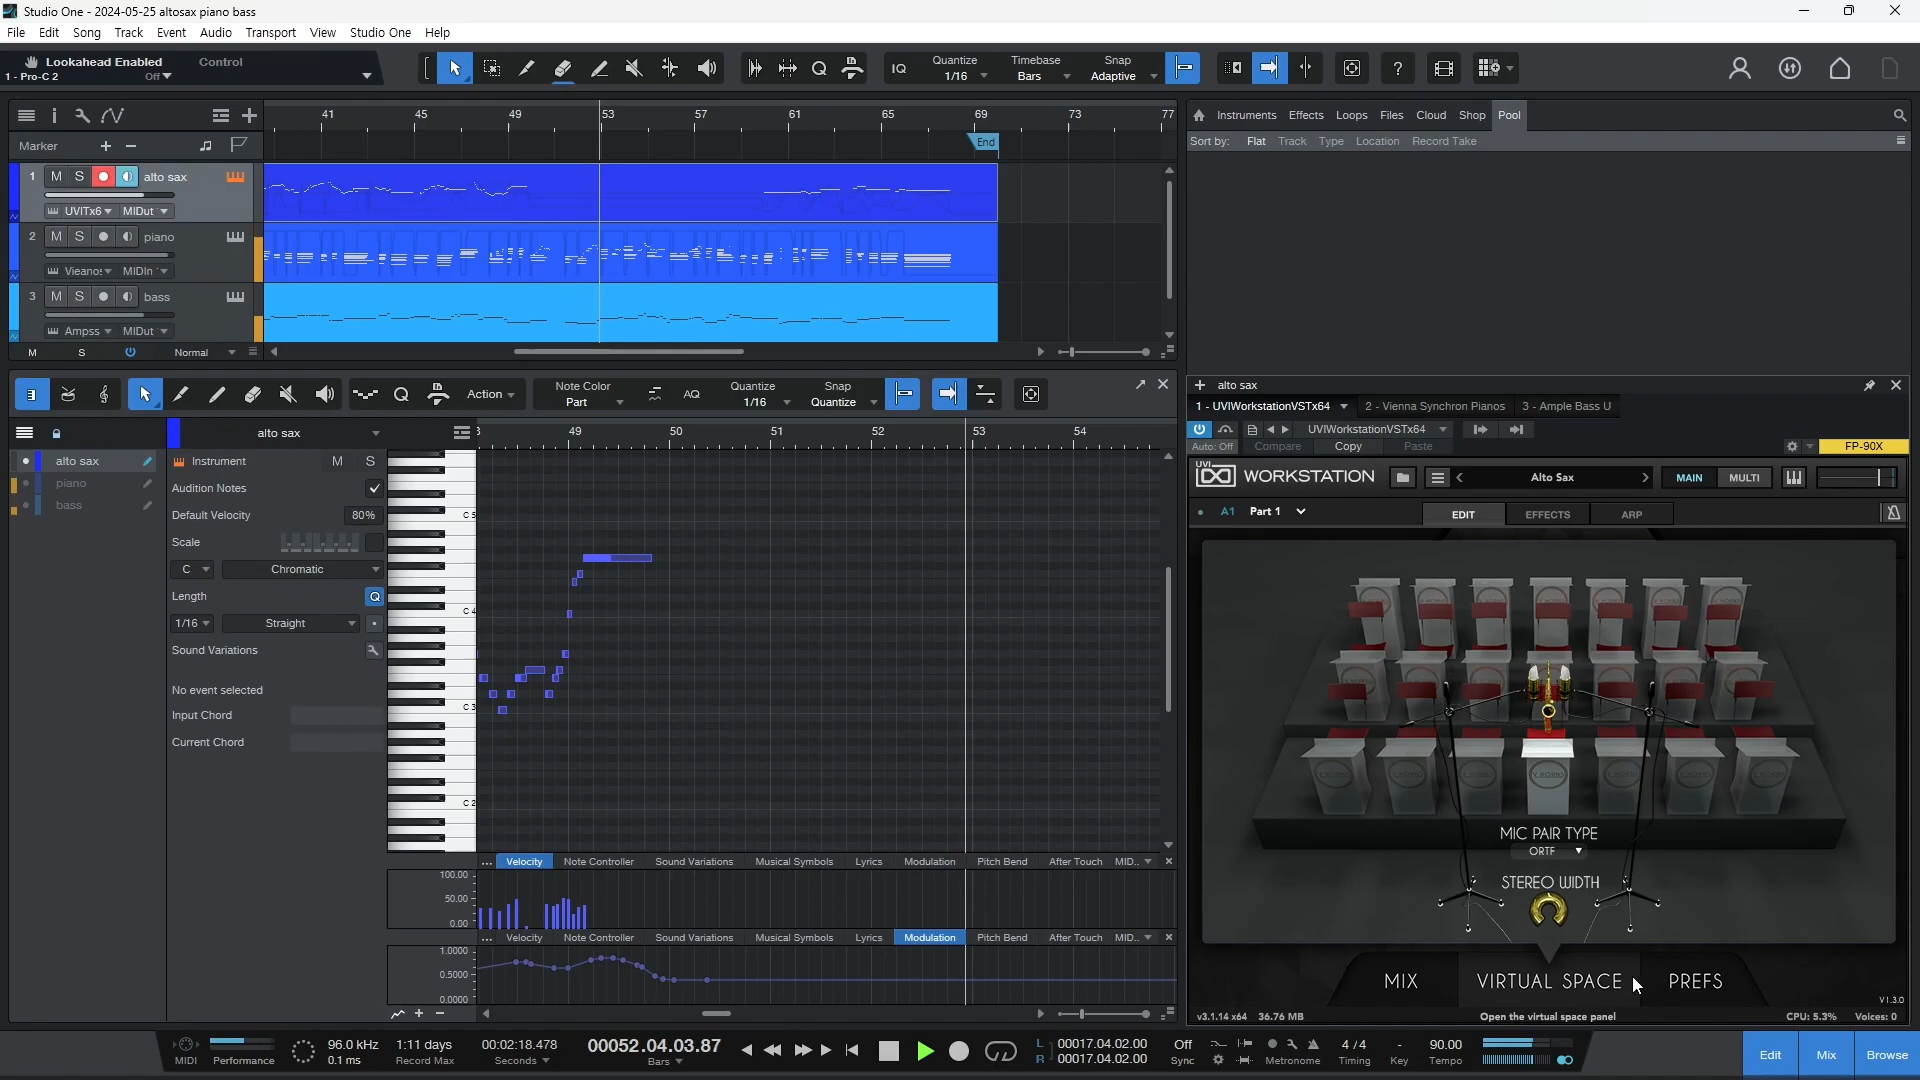 Studio One - 2024-05-25 altosax piano bass
File Edit Song Track Event Audio Transport View Studio One Help
Lookahead Enabled Control
1 - Pro-C 2 Off
IQ Quantize 1/16 Timebase Bars Snap Adaptive ?
41 45 49 53 57 61 65 69 73 77
Marker End
1 M S alto sax
UVITx6 MIDut
2 M S piano
Vieanos MIDIn
3 M S bass
Ampss MIDut
M S Normal
Instruments Effects Loops Files Cloud Shop Pool
Sort by: Flat Track Type Location Record Take
Action Note Color Part AQ Quantize 1/16 Snap Quantize
alto sax
49 50 51 52 53 54
alto sax
piano
bass
Instrument M S
Audition Notes
Default Velocity 80%
Scale
C Chromatic
Length Q
1/16 Straight
Sound Variations
No event selected
Input Chord
Current Chord
C 5
C 4
C 3
C 2
... Velocity Note Controller Sound Variations Musical Symbols Lyrics Modulation Pitch Bend After Touch MID..
100.00
50.00
0.00
... Velocity Note Controller Sound Variations Musical Symbols Lyrics Modulation Pitch Bend After Touch MID..
1.0000
0.5000
0.0000
alto sax
1 - UVIWorkstationVSTx64 2 - Vienna Synchron Pianos 3 - Ample Bass U
UVIWorkstationVSTx64
Auto: Off Compare Copy Paste FP-90X
UVI WORKSTATION Alto Sax MAIN MULTI
A1 Part 1 EDIT EFFECTS ARP
MIC PAIR TYPE
ORTF
STEREO WIDTH
MIX VIRTUAL SPACE PREFS
V1.3.0
v3.1.14 x64 36.76 MB Open the virtual space panel CPU: 5.3% Voices: 0
MIDI Performance 96.0 kHz 0.1 ms 1:11 days Record Max 00:02:18.478 Seconds 00052.04.03.87 Bars
L 00017.04.02.00
R 00017.04.02.00
Off Sync Metronome 4 / 4 Timing - Key 90.00 Tempo
Edit Mix Browse